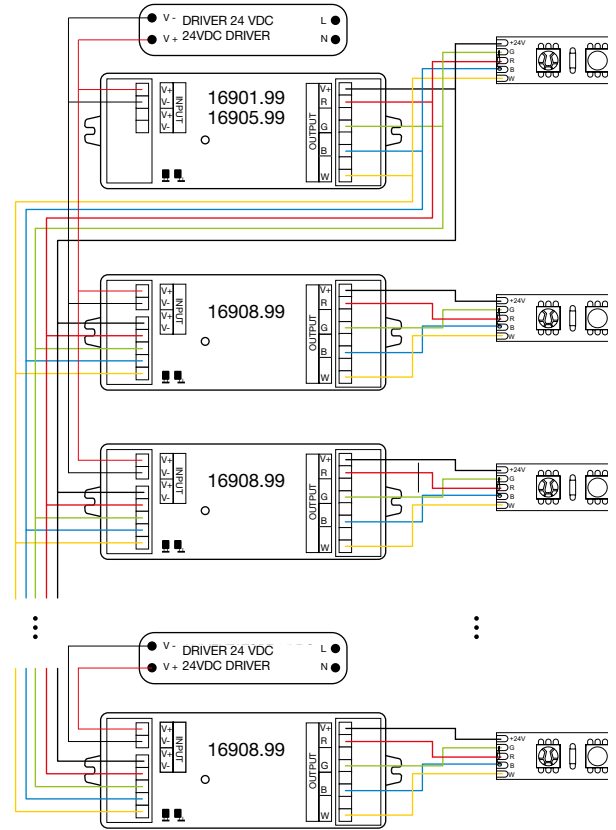 V - DRIVER 24 VDC L
V + 24VDC DRIVER N
+24V
G
R
B
W
V+
V-
V+
V-
INPUT
16901.99
16905.99
OUTPUT
V+
R
G
B
W
V+
V-
V+
V-
INPUT
16908.99
OUTPUT
V+
R
G
B
W
+24V
G
R
B
W
V+
V-
V+
V-
INPUT
16908.99
OUTPUT
V+
R
G
B
W
+24V
G
R
B
W
V - DRIVER 24 VDC L
V + 24VDC DRIVER N
V+
V-
V+
V-
INPUT
16908.99
OUTPUT
V+
R
G
B
W
+24V
G
R
B
W